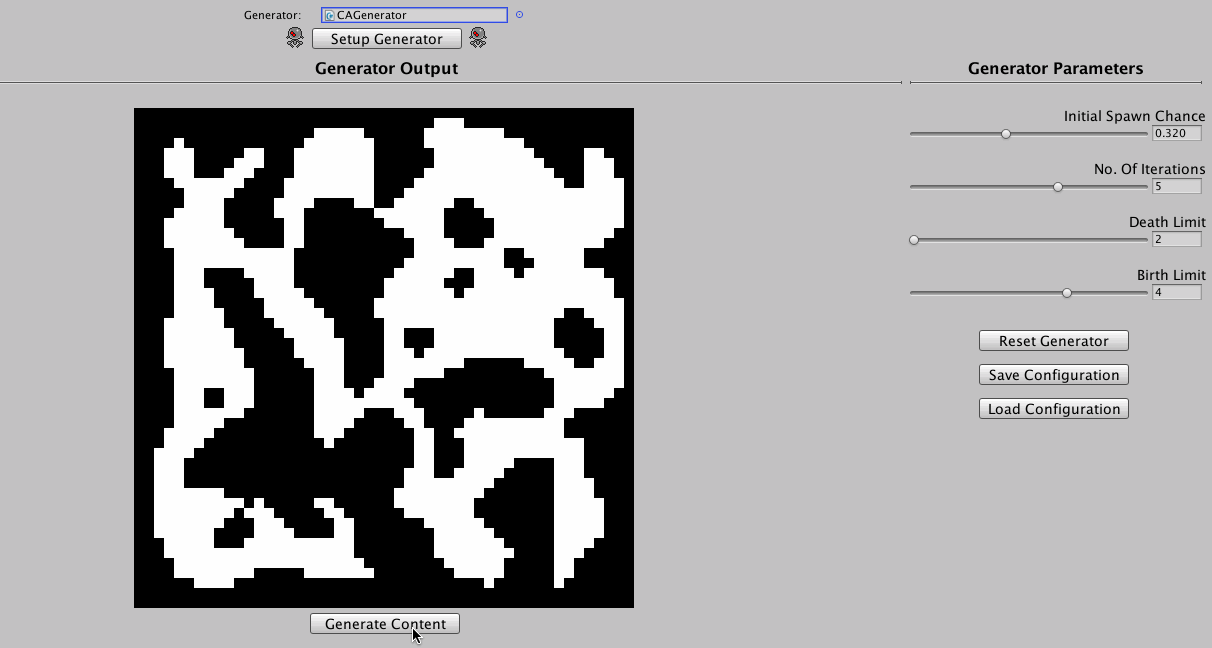 Generator: CAGenerator
Setup Generator
Generator Output
Generator Parameters
Initial Spawn Chance
0.320
No. Of Iterations
5
Death Limit
2
Birth Limit
4
Reset Generator
Save Configuration
Load Configuration
Generate Content